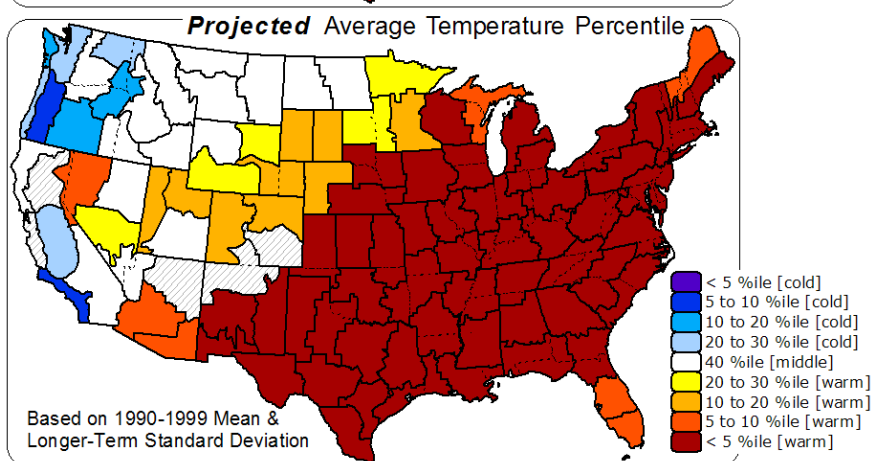 Projected Average Temperature Percentile
< 5 %ile [cold]
5 to 10 %ile [cold]
10 to 20 %ile [cold]
20 to 30 %ile [cold]
40 %ile [middle]
20 to 30 %ile [warm]
10 to 20 %ile [warm]
5 to 10 %ile [warm]
< 5 %ile [warm]
Based on 1990-1999 Mean &
Longer-Term Standard Deviation